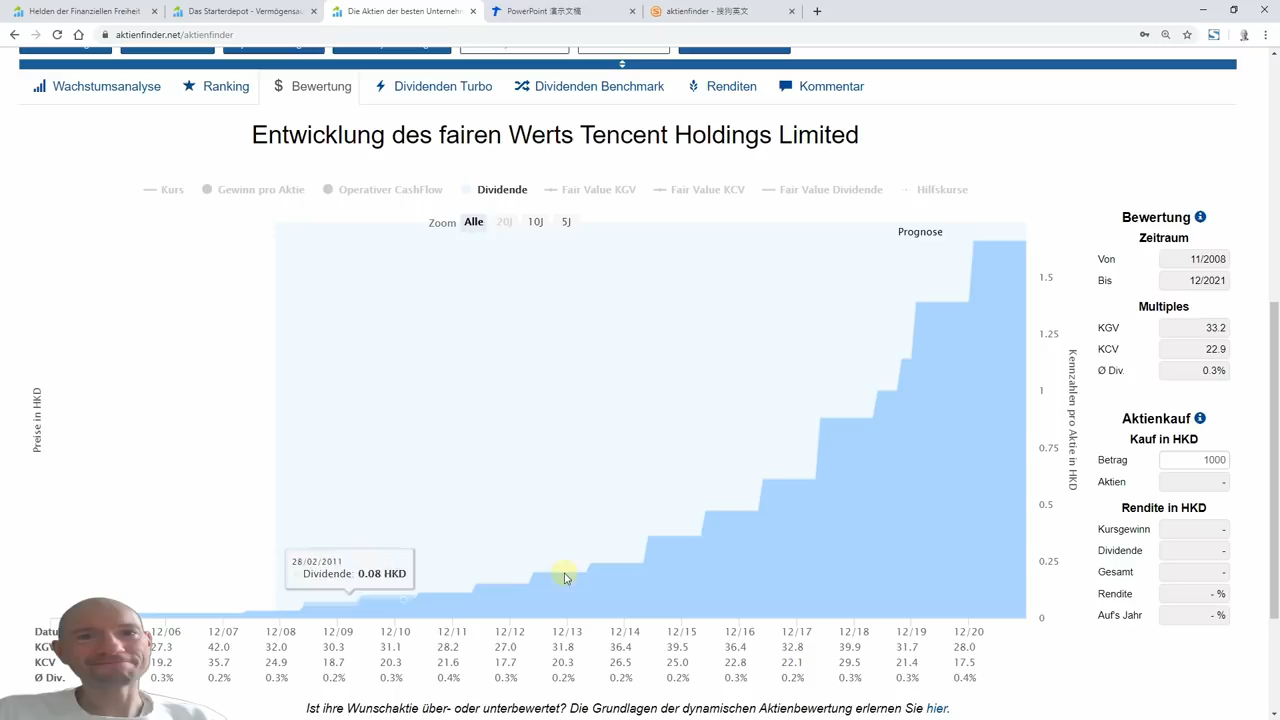 Helden der Finanziellen Freiheit
Das Starterdepot - Vermögensau
Die Aktien der besten Unternehm
PowerPoint 演示文稿
aktienfinder - 搜狗英文
aktienfinder.net/aktienfinder
Wachstumsanalyse Ranking Bewertung Dividenden Turbo Dividenden Benchmark Renditen Kommentar
Entwicklung des fairen Werts Tencent Holdings Limited
Kurs Gewinn pro Aktie Operativer CashFlow Dividende Fair Value KGV Fair Value KCV Fair Value Dividende Hilfskurse
Zoom Alle 20J 10J 5J
Prognose
Preise in HKD
1.5
1.25
1
0.75
0.5
0.25
0
Kennzahlen pro Aktie in HKD
28/02/2011
Dividende: 0.08 HKD
Datu 12/06 12/07 12/08 12/09 12/10 12/11 12/12 12/13 12/14 12/15 12/16 12/17 12/18 12/19 12/20
KG 27.3 42.0 32.0 30.3 31.1 28.2 27.0 31.8 36.4 39.5 36.4 32.8 39.9 31.7 28.0
KCV 19.2 35.7 24.9 18.7 20.3 21.6 17.7 20.3 26.5 25.0 22.8 22.1 29.5 21.4 17.5
Ø Div. 0.3% 0.2% 0.3% 0.2% 0.3% 0.4% 0.3% 0.2% 0.2% 0.2% 0.3% 0.2% 0.3% 0.2% 0.4%
Bewertung
Zeitraum
Von 11/2008
Bis 12/2021
Multiples
KGV 33.2
KCV 22.9
Ø Div. 0.3%
Aktienkauf
Kauf in HKD
Betrag 1000
Aktien -
Rendite in HKD
Kursgewinn -
Dividende -
Gesamt -
Rendite - %
Auf's Jahr - %
Ist ihre Wunschaktie über- oder unterbewertet? Die Grundlagen der dynamischen Aktienbewertung erlernen Sie hier.